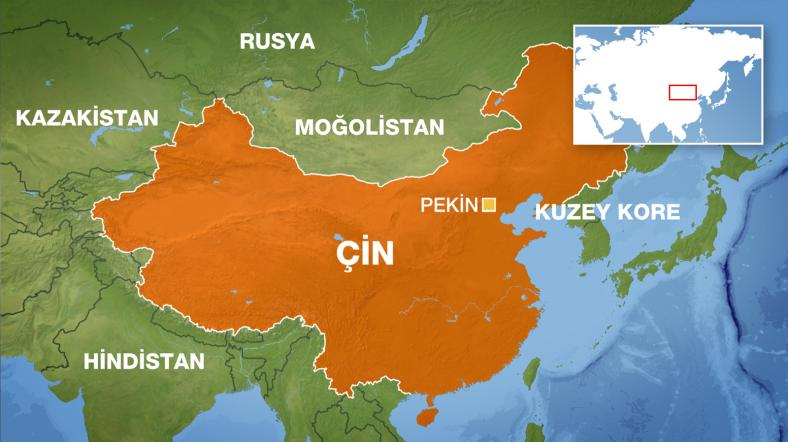 RUSYA
KAZAKİSTAN
MOĞOLİSTAN
PEKİN
KUZEY KORE
ÇİN
HİNDİSTAN